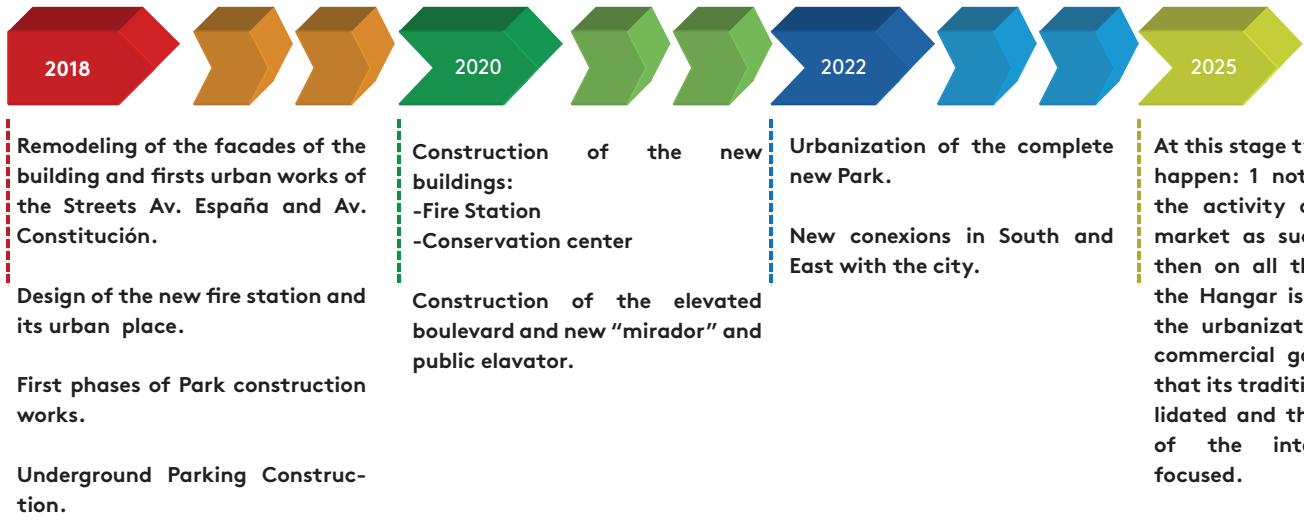 2018
2020
2022
2025
Remodeling of the facades of the
building and firsts urban works of
the Streets Av. España and Av.
Constitución.
Design of the new fire station and
its urban place.
First phases of Park construction
works.
Underground Parking Construc-
tion.
Construction of the new
buildings:
-Fire Station
-Conservation center
Construction of the elevated
boulevard and new “mirador” and
public elavator.
Urbanization of the complete
new Park.
New conexions in South and
East with the city.
At this stage
happen: 1 not
the activity
market as
then on all
the Hangar is
the
commercial
that its
lidated and
of the
focused.